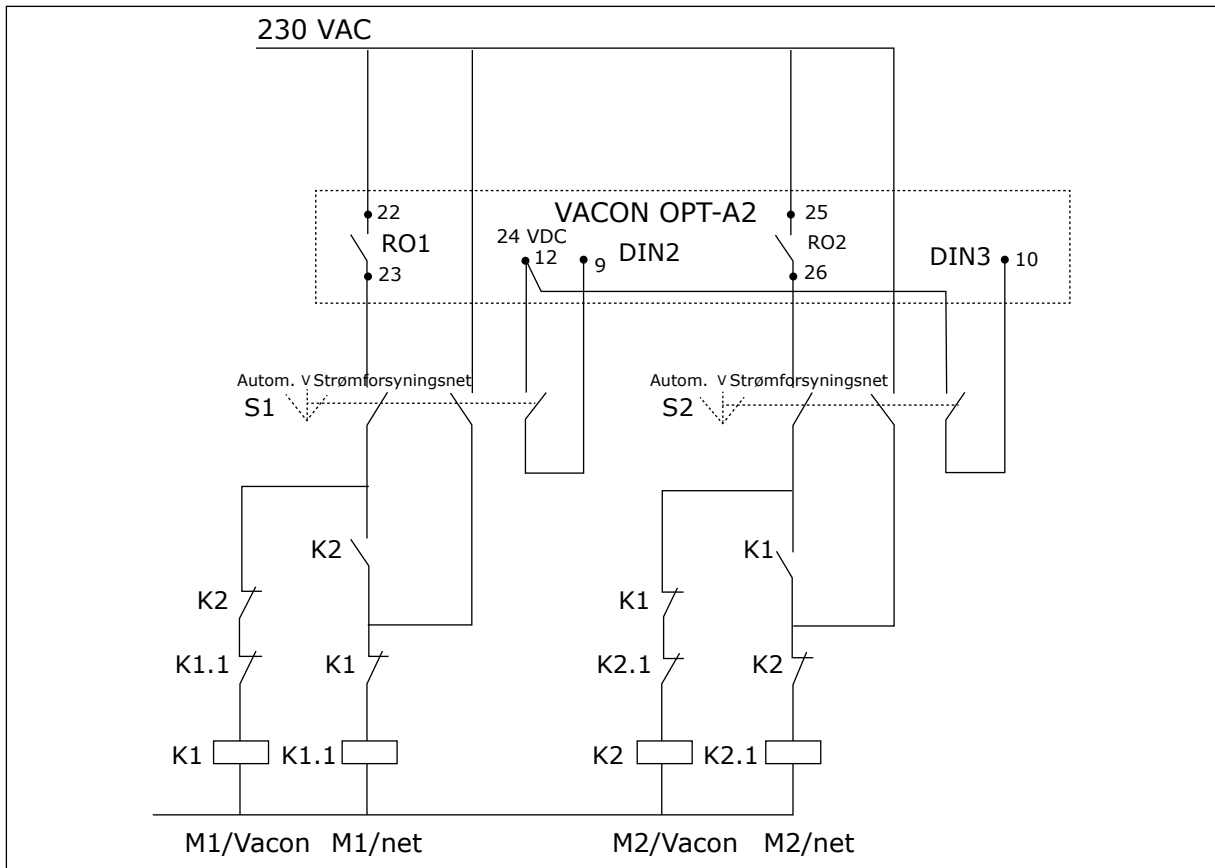 230 VAC
22
VACON OPT-A2
25
RO1
24 VDC
12
9
DIN2
RO2
DIN3
10
23
26
Autom. V Strømforsyningsnet
S1
Autom. V Strømforsyningsnet
S2
K2
K1
K2
K1
K1.1
K1
K2.1
K2
K1
K1.1
K2
K2.1
M1/Vacon
M1/net
M2/Vacon
M2/net